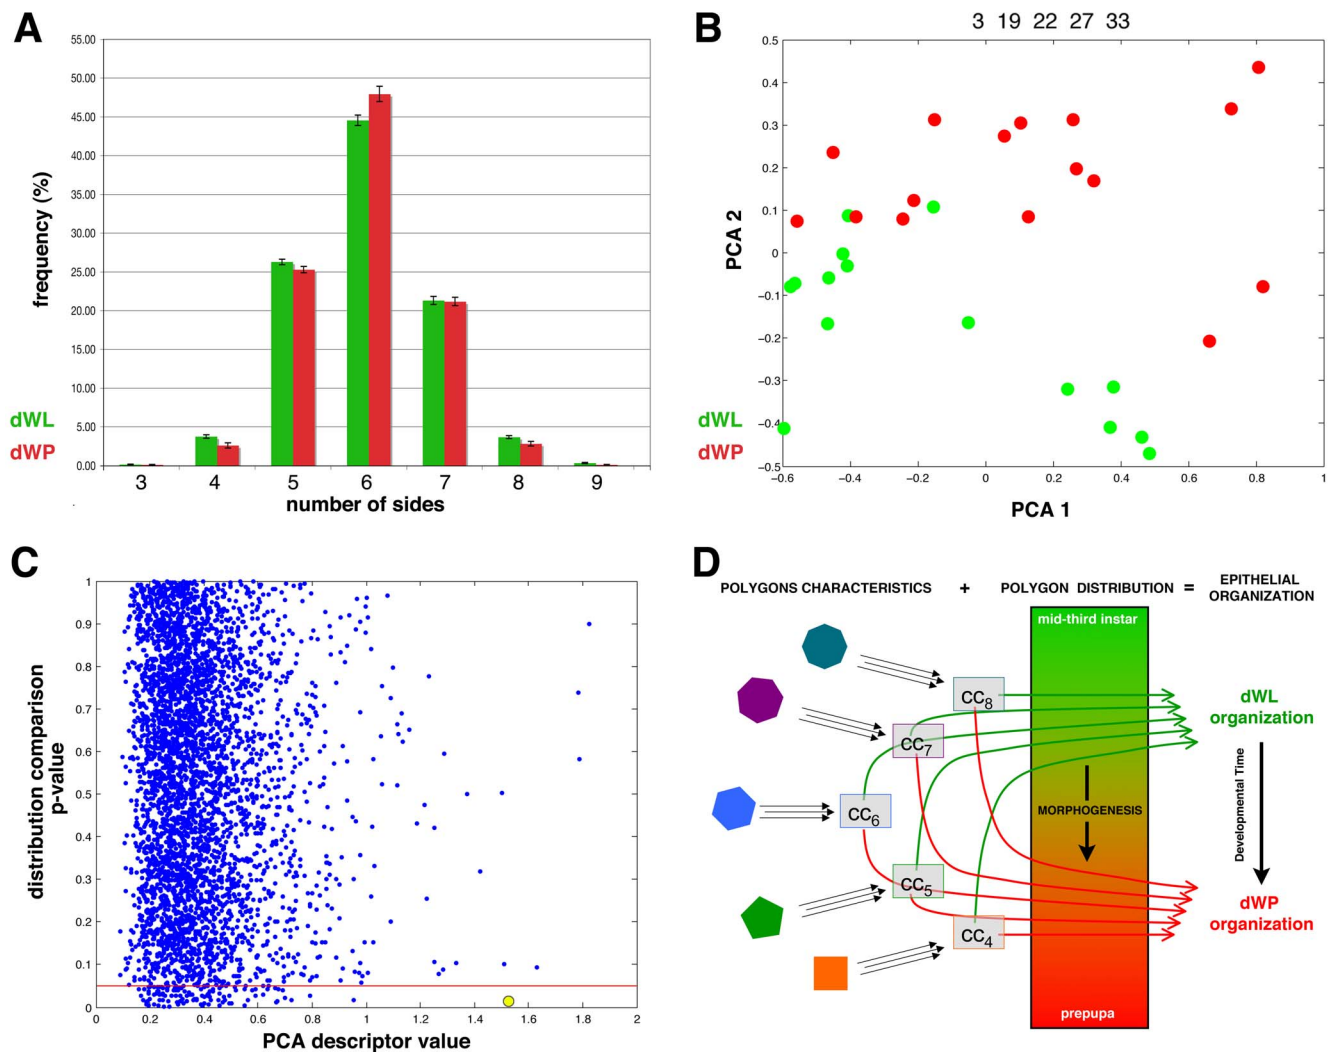 A
55.00
50.00
45.00
40.00
35.00
30.00
25.00
20.00
15.00
10.00
5.00
0.00
frequency (%)
dWL
dWP
3 4 5 6 7 8 9
number of sides
B
3 19 22 27 33
0.5
0.4
0.3
0.2
0.1
0
−0.1
−0.2
−0.3
−0.4
−0.5
PCA 2
dWL
dWP
−0.6 −0.4 −0.2 0 0.2 0.4 0.6 0.8 1
PCA 1
C
1
0.9
0.8
0.7
0.6
0.5
0.4
0.3
0.2
0.1
0
distribution comparison
p-value
0 0.2 0.4 0.6 0.8 1 1.2 1.4 1.6 1.8 2
PCA descriptor value
D
POLYGONS CHARACTERISTICS + POLYGON DISTRIBUTION = EPITHELIAL
ORGANIZATION
mid-third instar
CC8
CC7
CC6
CC5
CC4
MORPHOGENESIS
prepupa
dWL
organization
Developmental Time
dWP
organization